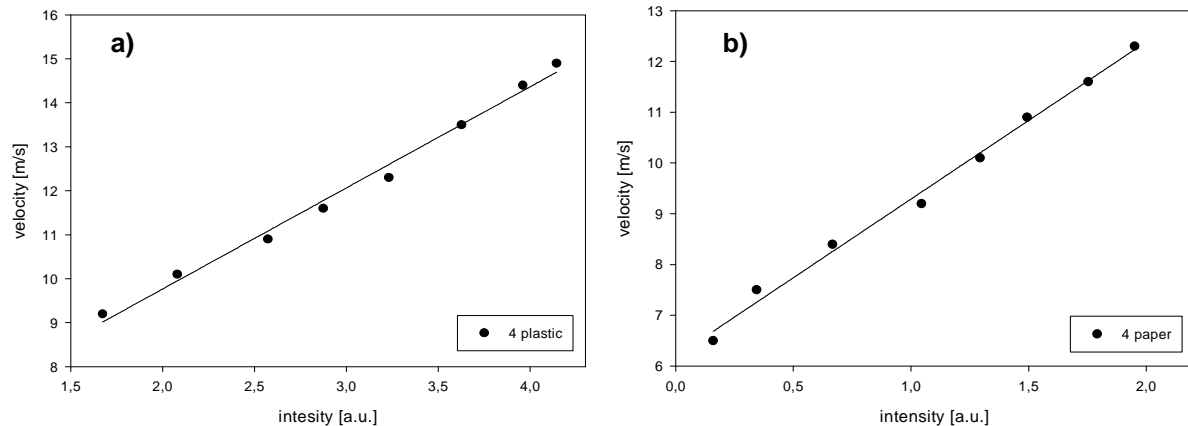 a)
velocity [m/s]
16
15
14
13
12
11
10
9
8
1,5 2,0 2,5 3,0 3,5 4,0
intesity [a.u.]
4 plastic
b)
velocity [m/s]
13
12
11
10
9
8
7
6
0,0 0,5 1,0 1,5 2,0
intensity [a.u.]
4 paper